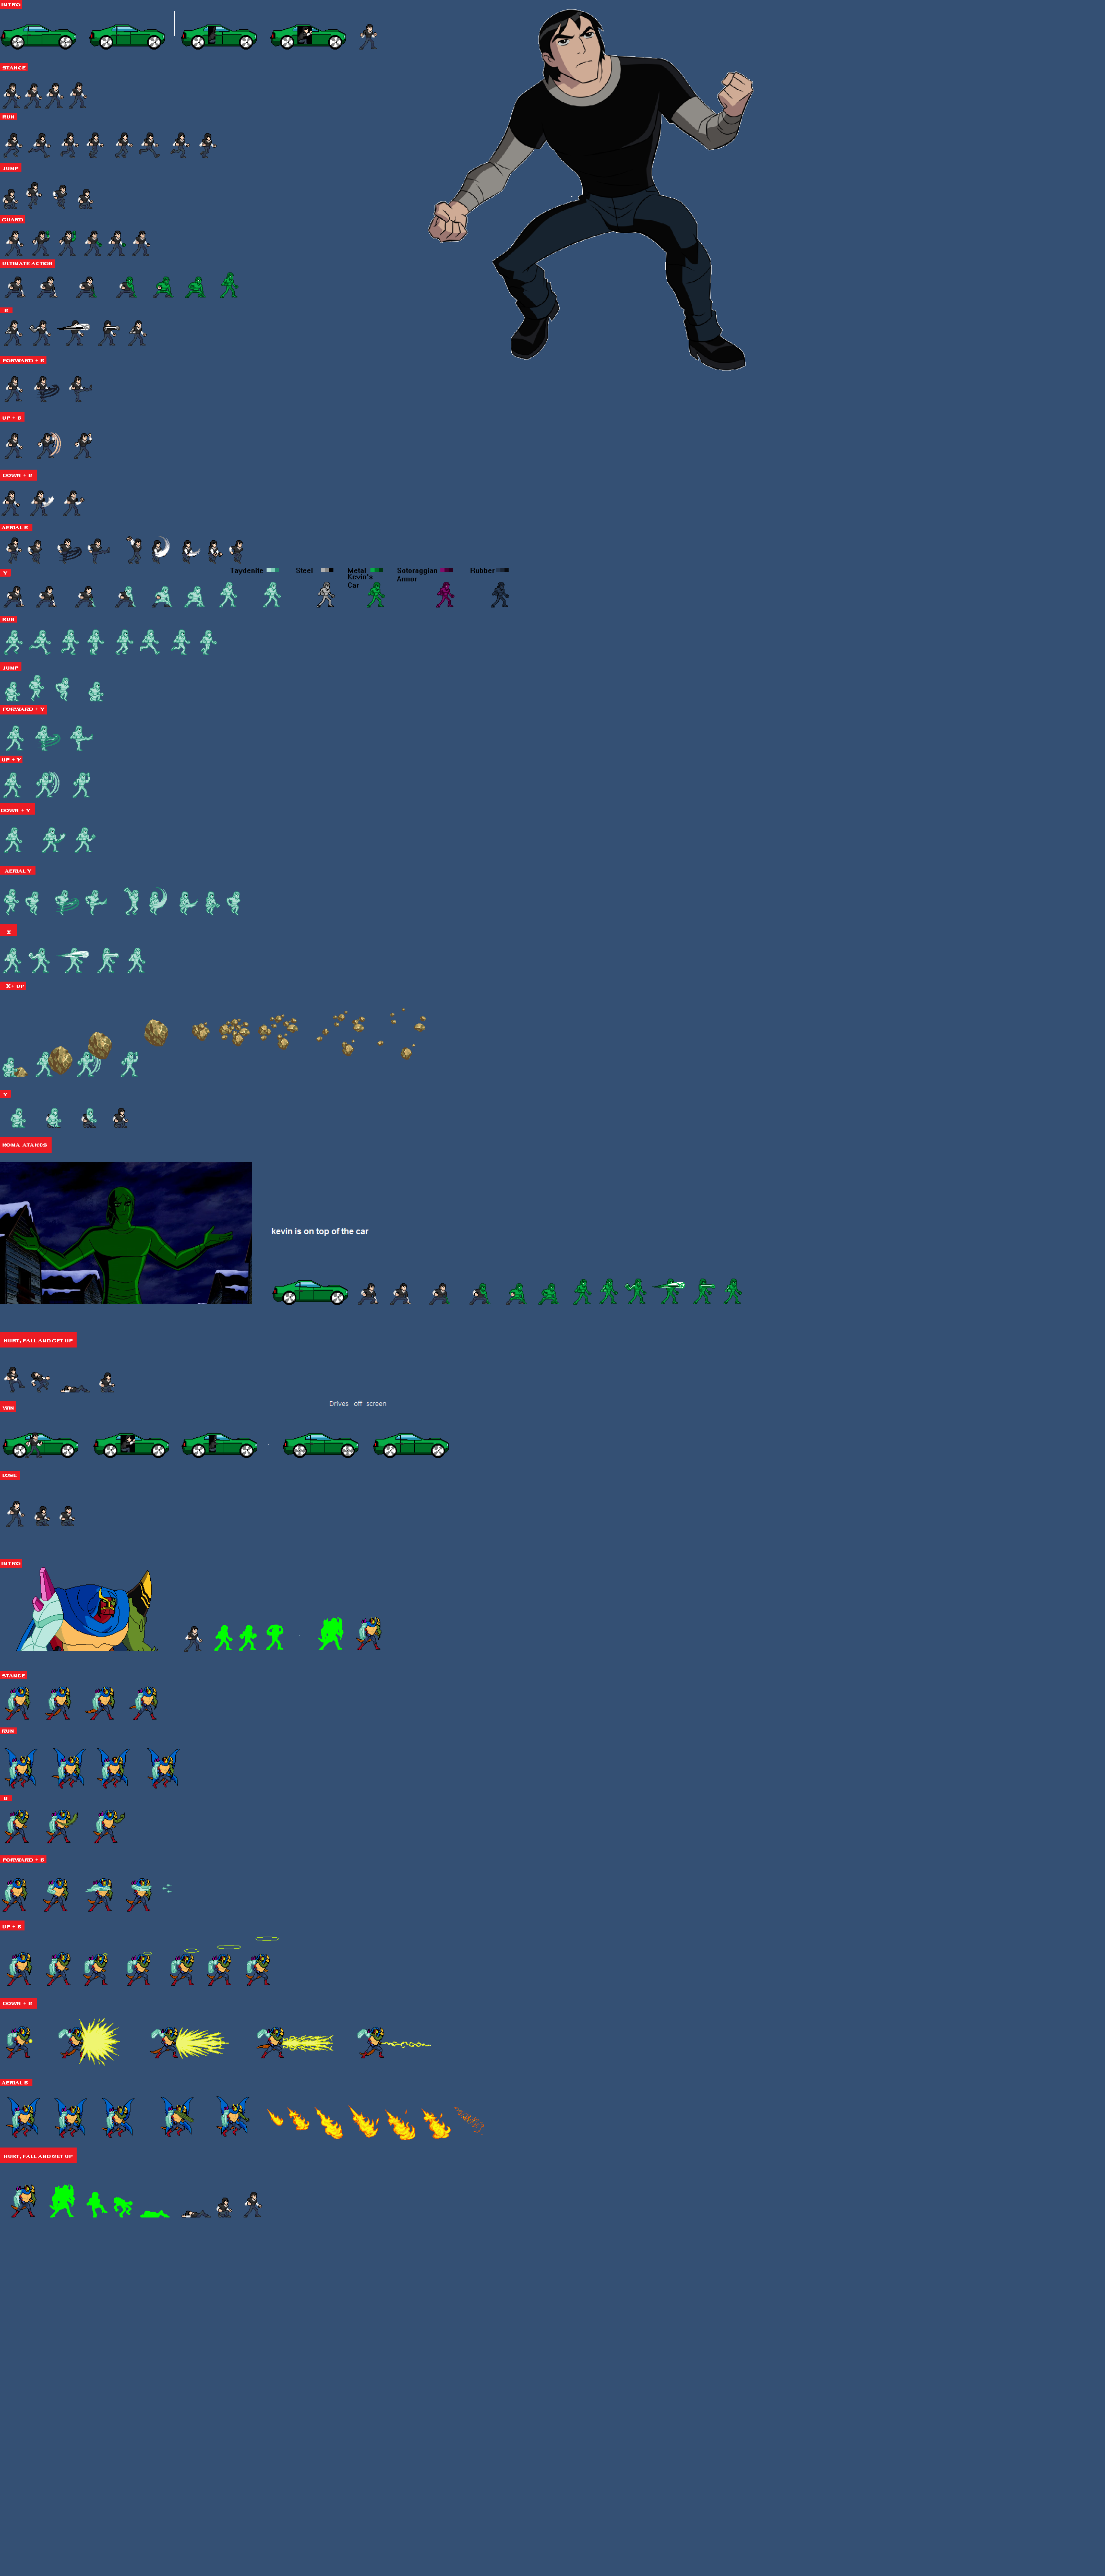 INTRO
STANCE
RUN
JUMP
GUARD
ULTIMATE ACTION
B
FORWARD + B
UP + B
DOWN + B
AERIAL B
Y
Taydenite
Steel
Metal
Kevin's
Car
Sotoraggian
Armor
Rubber
RUN
JUMP
FORWARD + Y
UP + Y
DOWN + Y
AERIAL Y
X
X+ UP
Y
kevin is on top of the car
HURT, FALL AND GET UP
WIN
Drives off screen
LOSE
INTRO
STANCE
RUN
B
FORWARD + B
UP + B
DOWN + B
AERIAL B
HURT, FALL AND GET UP